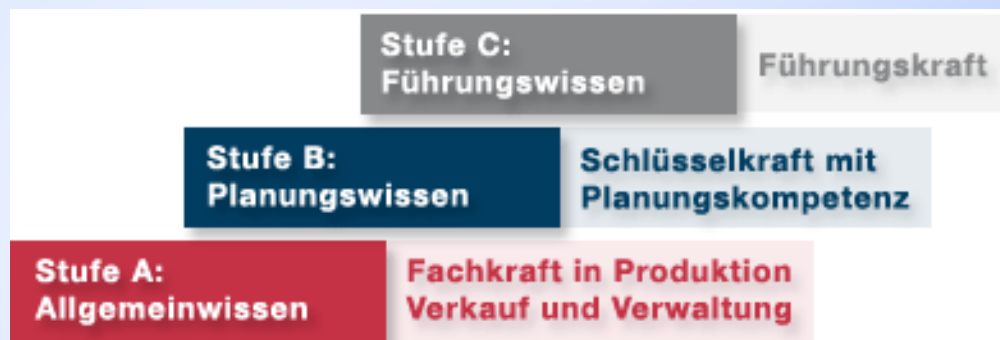 Stufe C:
Führungswissen
Führungskraft
Stufe B:
Planungswissen
Schlüsselkraft mit
Planungskompetenz
Stufe A:
Allgemeinwissen
Fachkraft in Produktion
Verkauf und Verwaltung